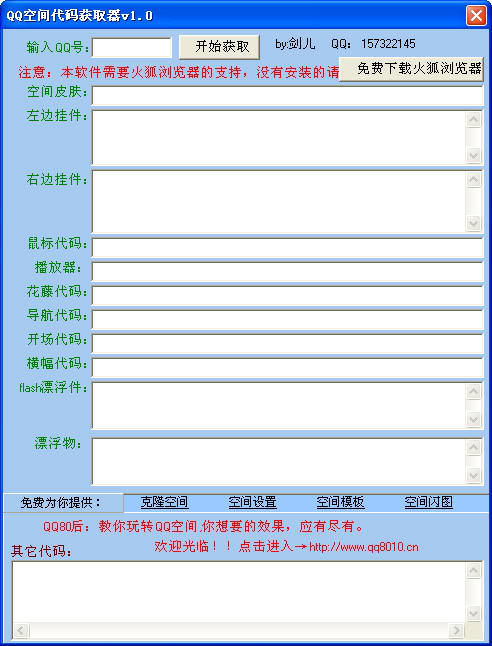 QQ空间代码获取器v1.0
输入QQ号: 开始获取 by:剑儿 QQ: 157322145
注意: 本软件需要火狐浏览器的支持, 没有安装的请 免费下载火狐浏览器
空间皮肤:
左边挂件:
右边挂件:
鼠标代码:
播放器:
花藤代码:
导航代码:
开场代码:
横幅代码:
flash漂浮件:
漂浮物:
免费为你提供: 克隆空间 空间设置 空间模板 空间闪图
QQ80后: 教你玩转QQ空间,你想要的效果, 应有尽有。
欢迎光临!! 点击进入→http://www.qq8010.cn
其它代码: